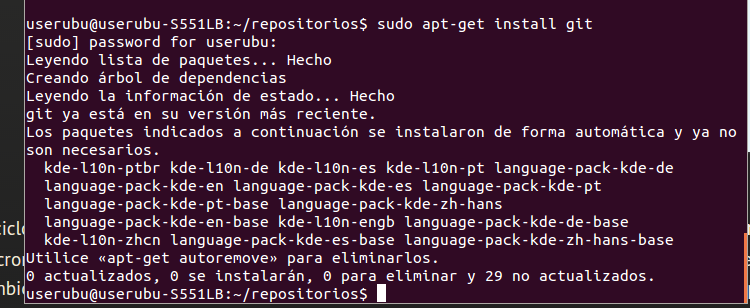 userubu@userubu-S551LB:~/repositorios$ sudo apt-get install git
[sudo] password for userubu:
Leyendo lista de paquetes... Hecho
Creando árbol de dependencias
Leyendo la información de estado... Hecho
git ya está en su versión más reciente.
Los paquetes indicados a continuación se instalaron de forma automática y ya no
son necesarios.
  kde-l10n-ptbr kde-l10n-de kde-l10n-es kde-l10n-pt language-pack-kde-de
  language-pack-kde-en language-pack-kde-es language-pack-kde-pt
  language-pack-kde-pt-base language-pack-kde-zh-hans
  language-pack-kde-en-base kde-l10n-engb language-pack-kde-de-base
  kde-l10n-zhcn language-pack-kde-es-base language-pack-kde-zh-hans-base
Utilice «apt-get autoremove» para eliminarlos.
0 actualizados, 0 se instalarán, 0 para eliminar y 29 no actualizados.
userubu@userubu-S551LB:~/repositorios$